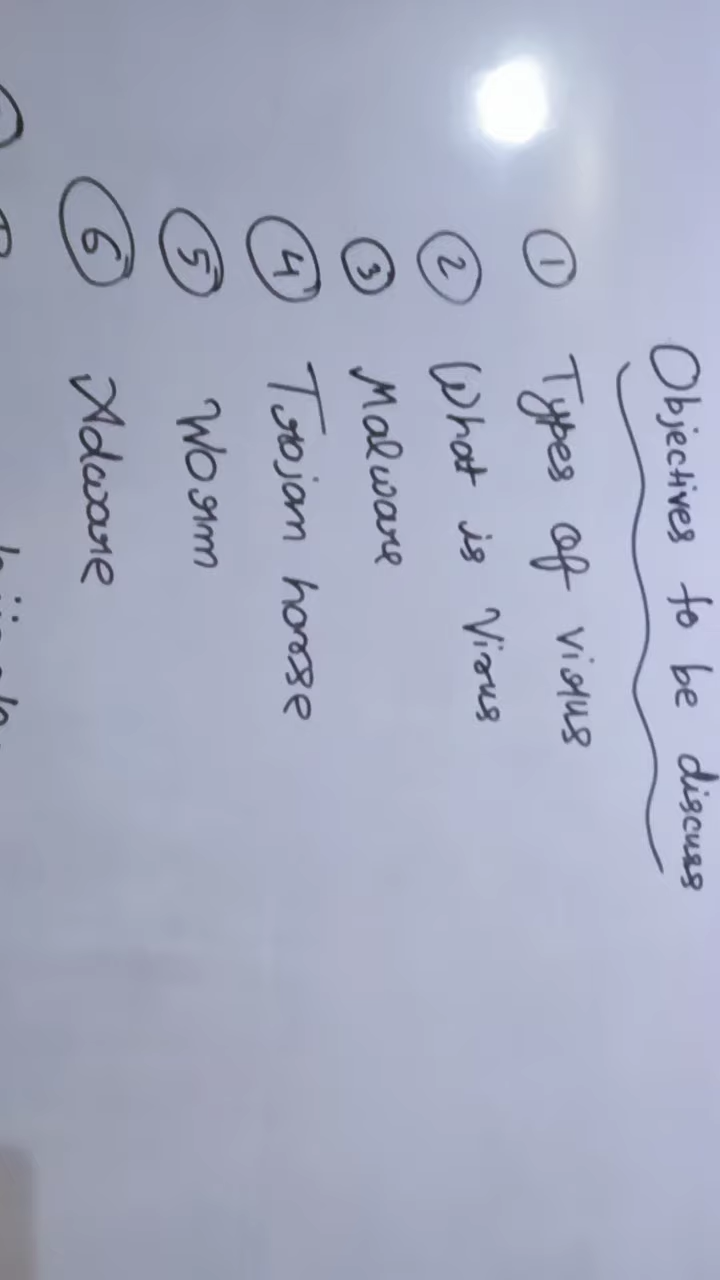 Objectives to be discuss
① Types of virus
② What is Virus
③ Malware
④ Trojan horse
⑤ Worm
⑥ Adware